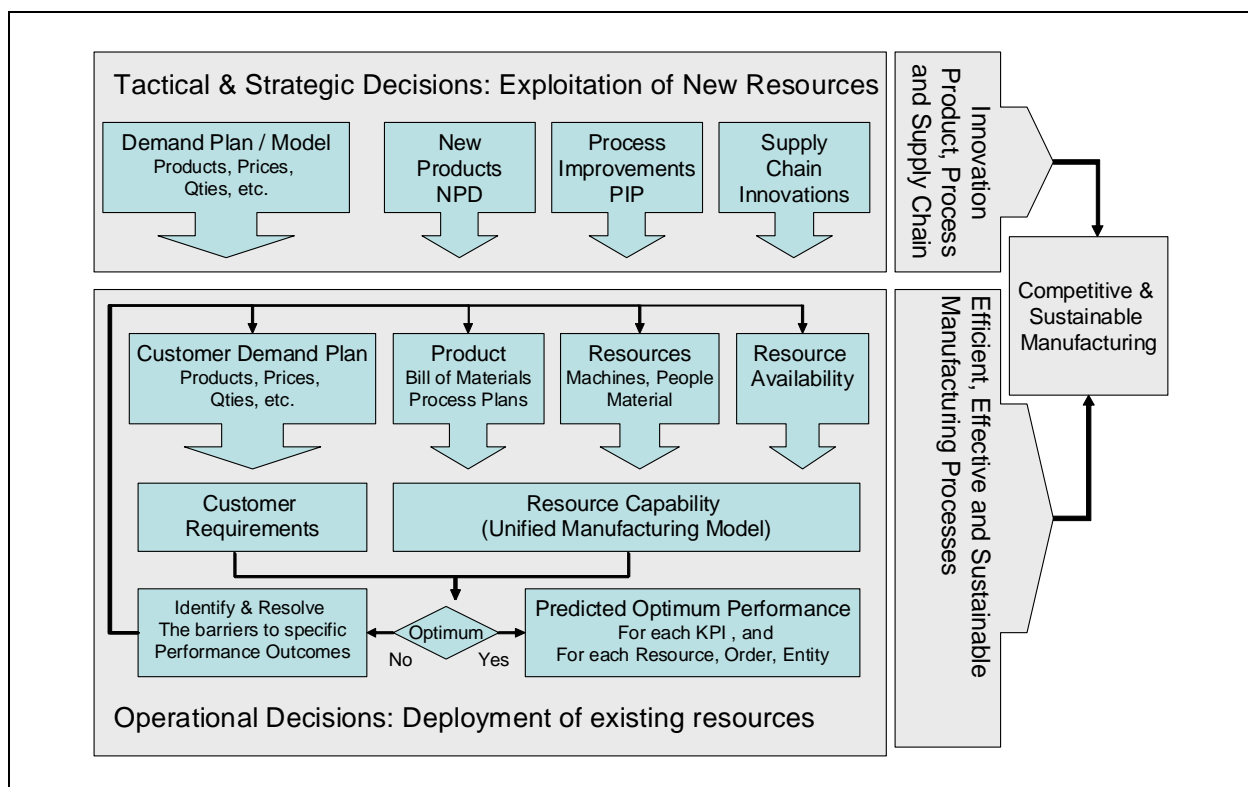 Tactical & Strategic Decisions: Exploitation of New Resources
Demand Plan / Model
Products, Prices,
Qties, etc.
New
Products
NPD
Process
Improvements
PIP
Supply
Chain
Innovations
Innovation
Product, Process
and Supply Chain
Competitive &
Sustainable
Manufacturing
Customer Demand Plan
Products, Prices,
Qties, etc.
Product
Bill of Materials
Process Plans
Resources
Machines, People
Material
Resource
Availability
Efficient, Effective and Sustainable
Manufacturing Processes
Customer
Requirements
Resource Capability
(Unified Manufacturing Model)
Identify & Resolve
The barriers to specific
Performance Outcomes
Optimum
No
Yes
Predicted Optimum Performance
For each KPI , and
For each Resource, Order, Entity
Operational Decisions: Deployment of existing resources